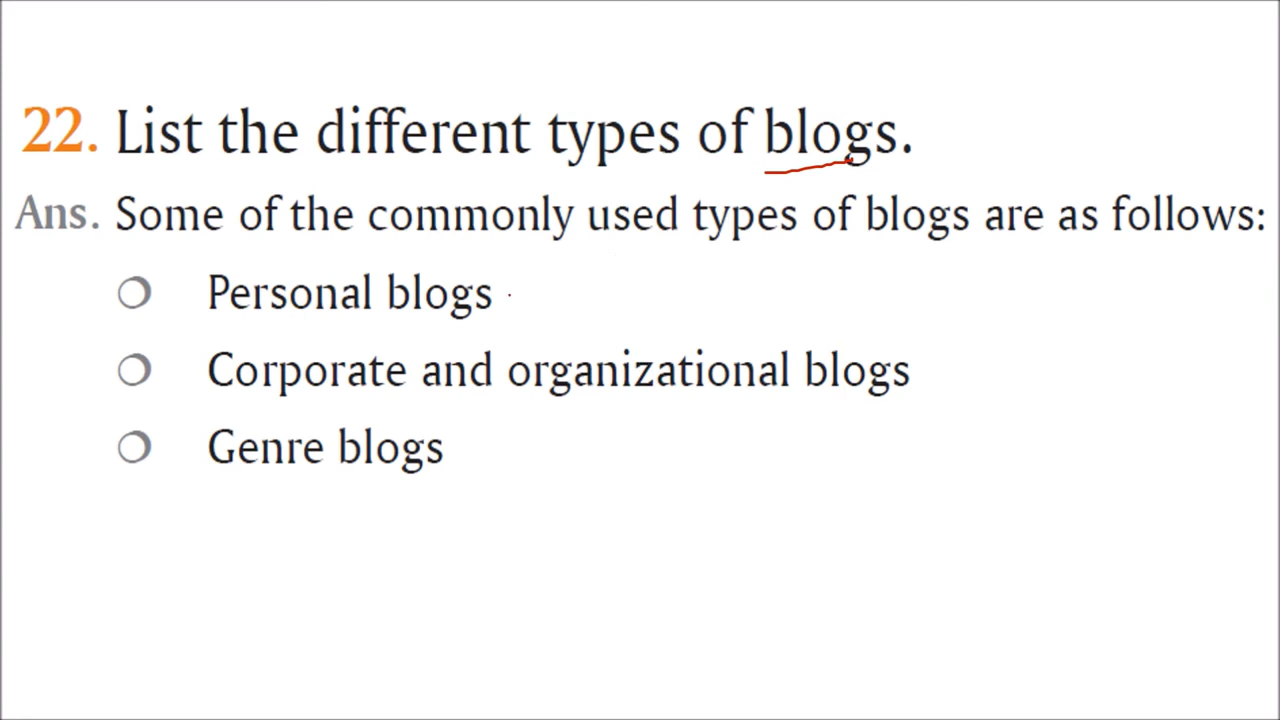 22. List the different types of blogs.
Ans. Some of the commonly used types of blogs are as follows:
Personal blogs
Corporate and organizational blogs
Genre blogs